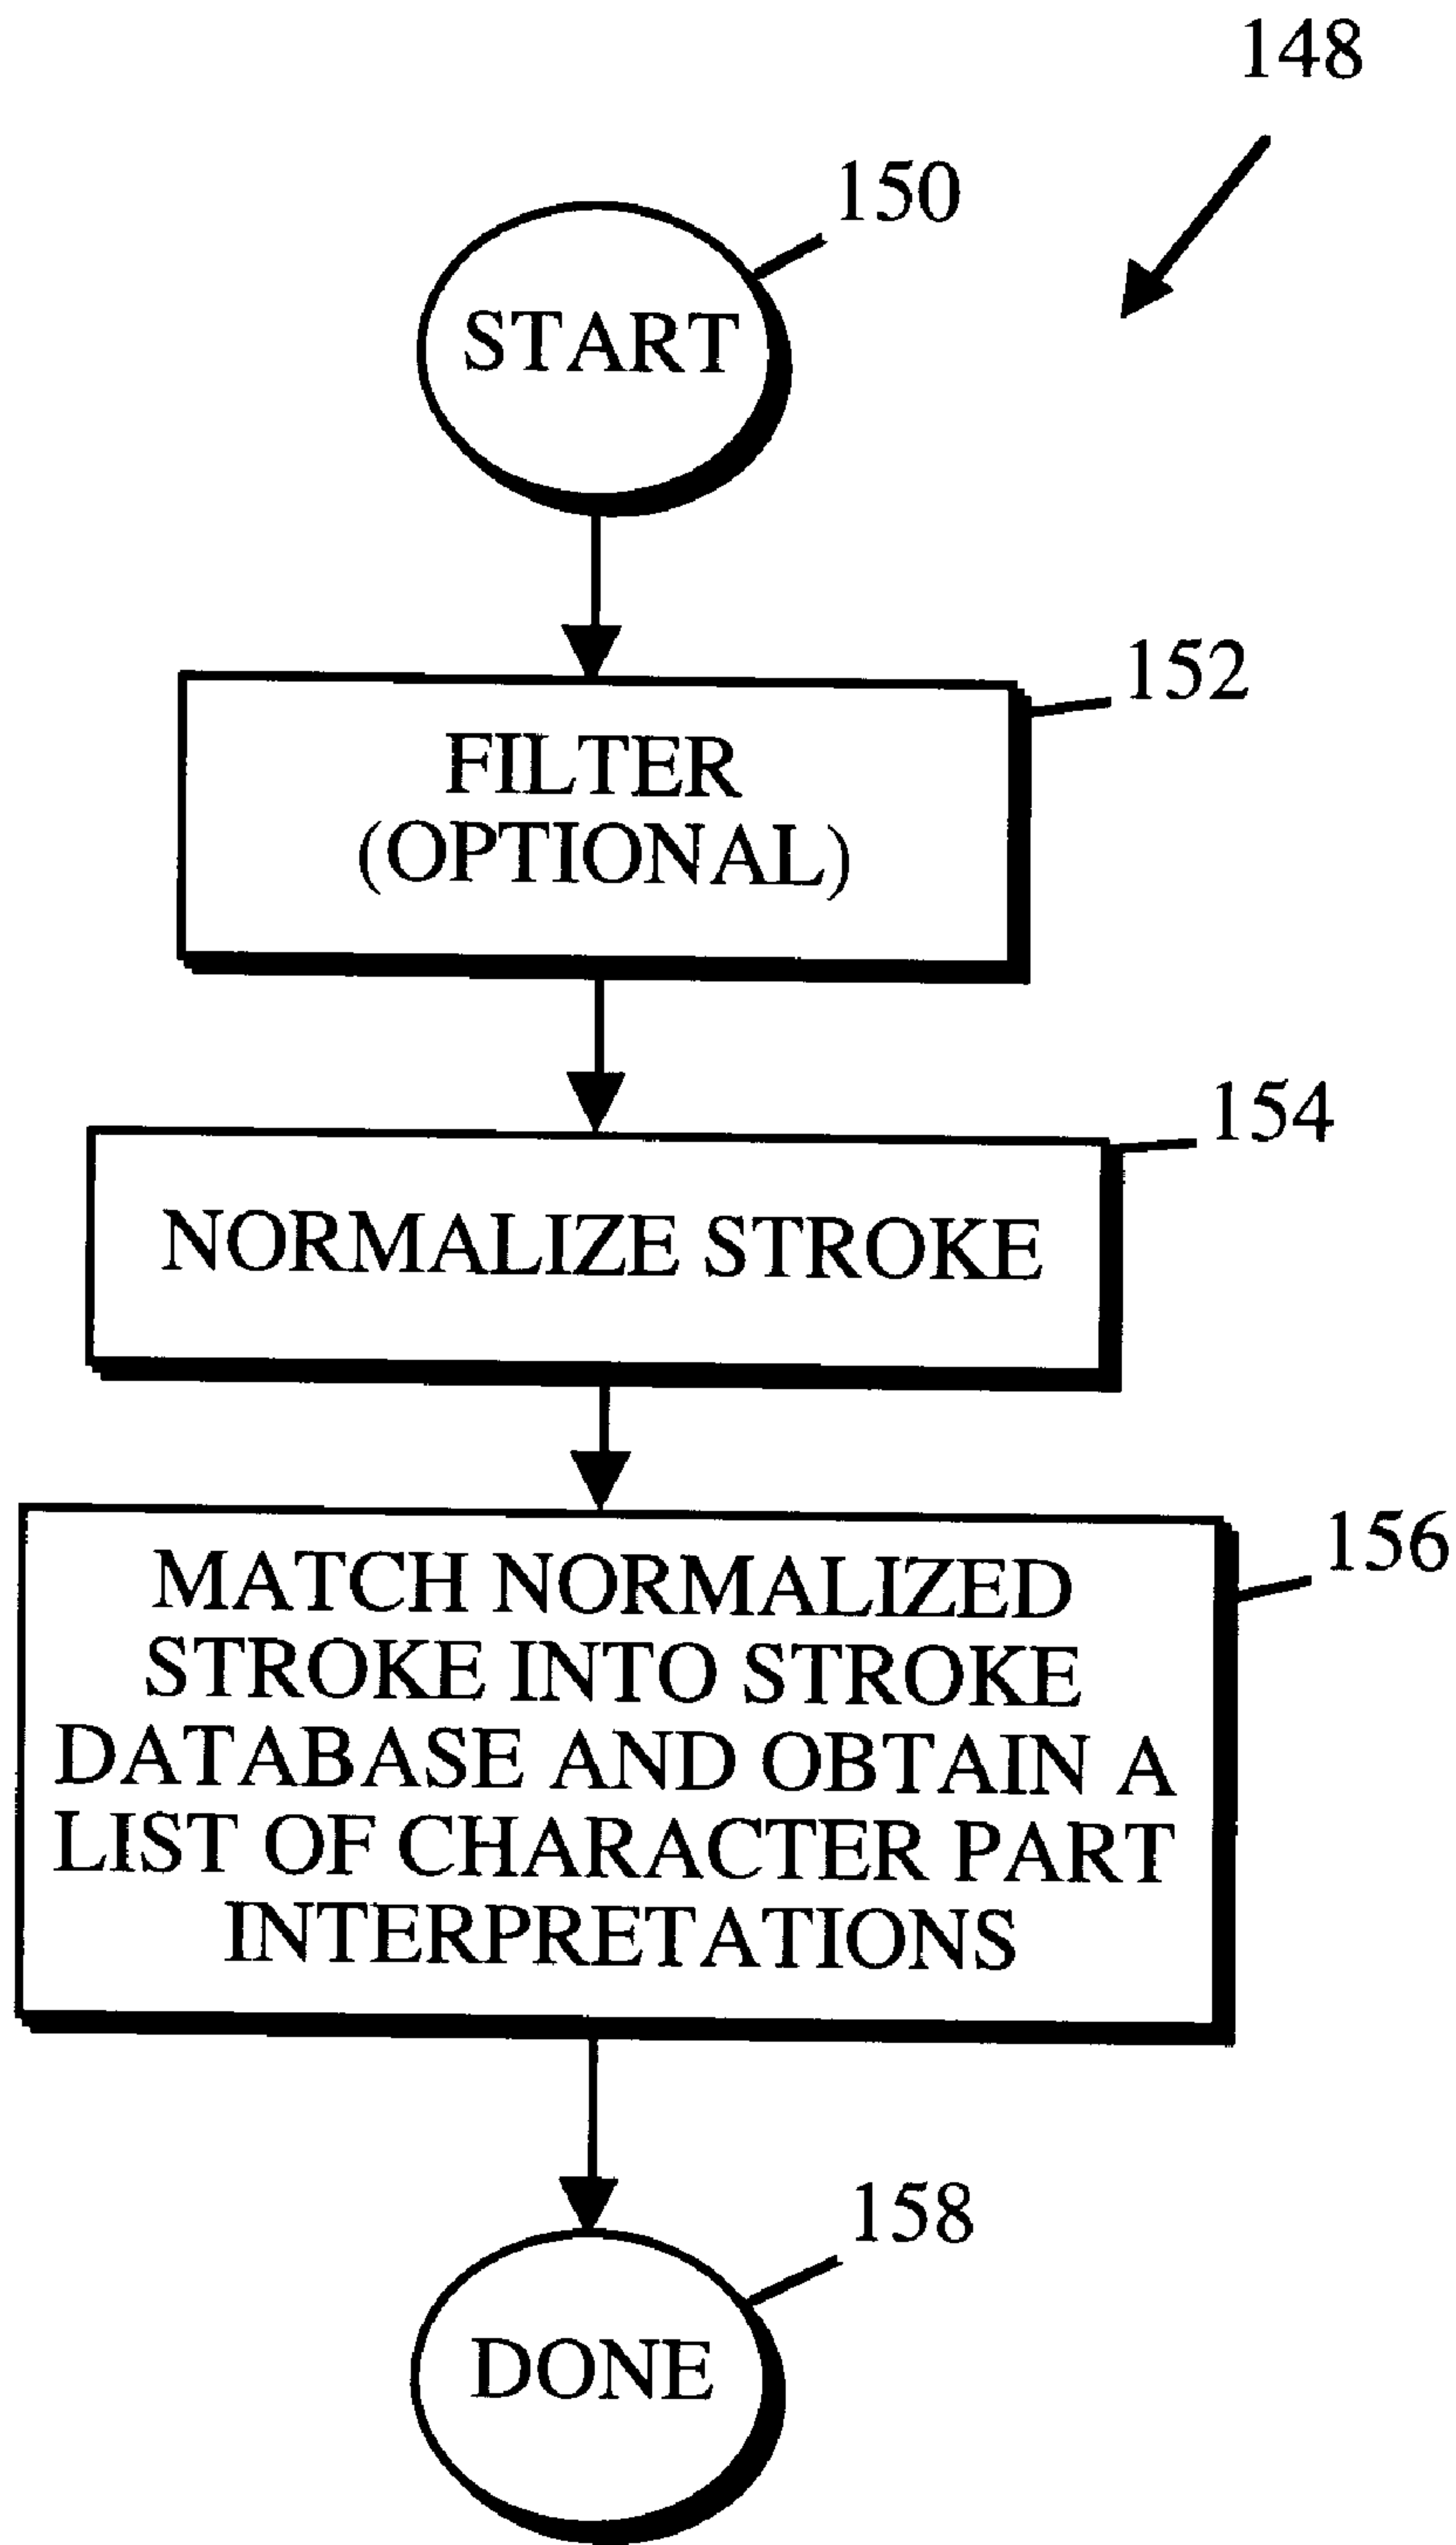 148
150
START
152
FILTER
(OPTIONAL)
154
NORMALIZE STROKE
156
MATCH NORMALIZED
STROKE INTO STROKE
DATABASE AND OBTAIN A
LIST OF CHARACTER PART
INTERPRETATIONS
158
DONE